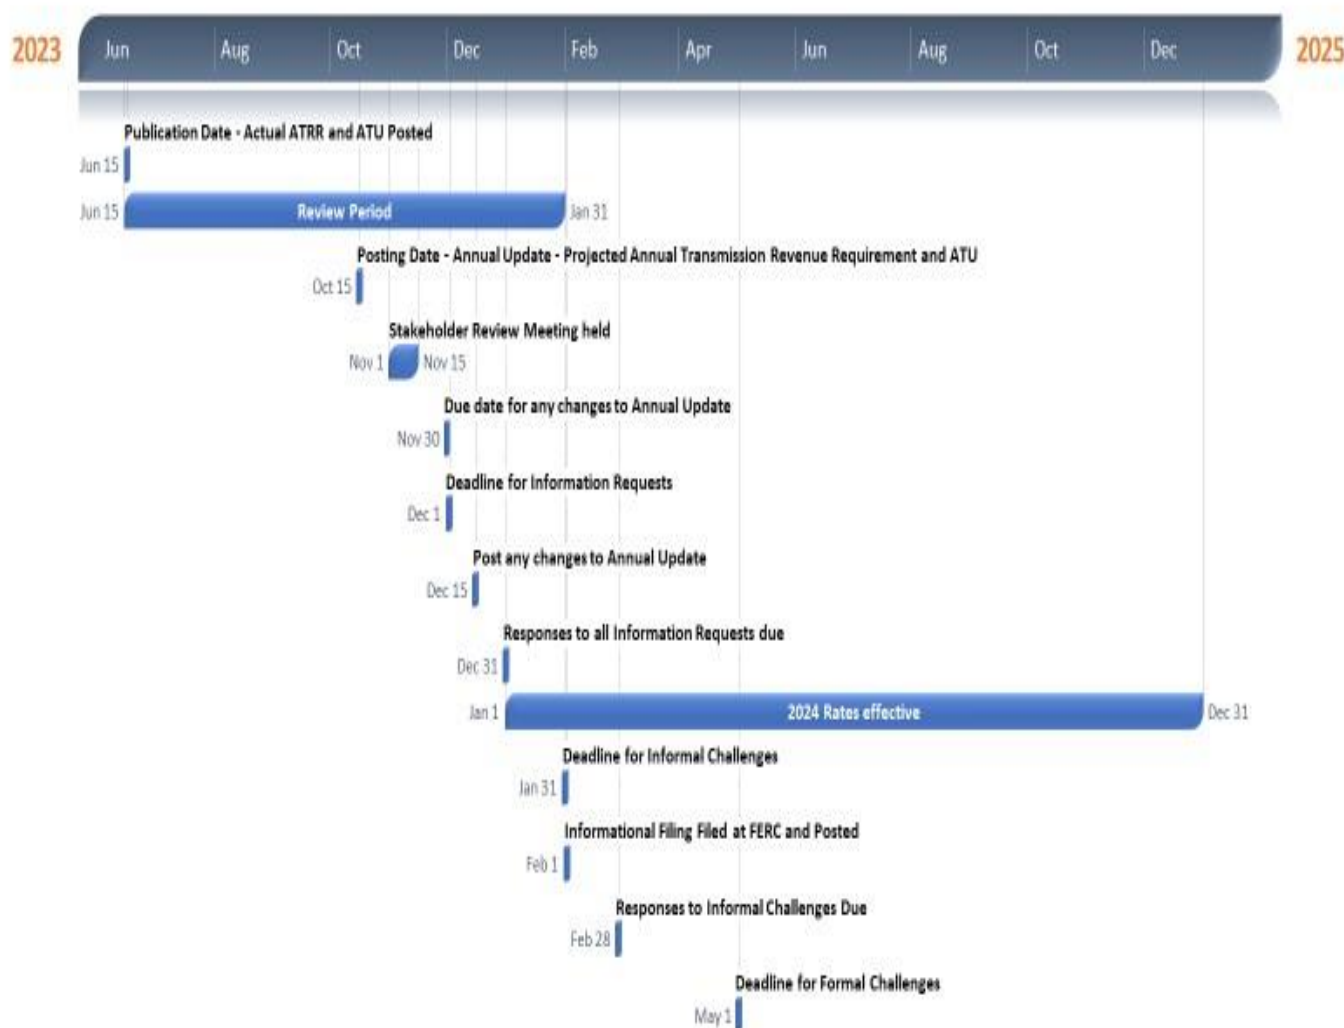 2023 Jun Aug Oct Dec Feb Apr Jun Aug Oct Dec 2025
Publication Date - Actual ATRR and ATU Posted
Jun 15
Jun 15 Review Period Jan 31
Posting Date - Annual Update - Projected Annual Transmission Revenue Requirement and ATU
Oct 15
Stakeholder Review Meeting held
Nov 1 Nov 15
Due date for any changes to Annual Update
Nov 30
Deadline for Information Requests
Dec 1
Post any changes to Annual Update
Dec 15
Responses to all Information Requests due
Dec 31
Jan 1 2024 Rates effective Dec 31
Deadline for Informal Challenges
Jan 31
Informational Filing Filed at FERC and Posted
Feb 1
Responses to Informal Challenges Due
Feb 28
Deadline for Formal Challenges
May 1